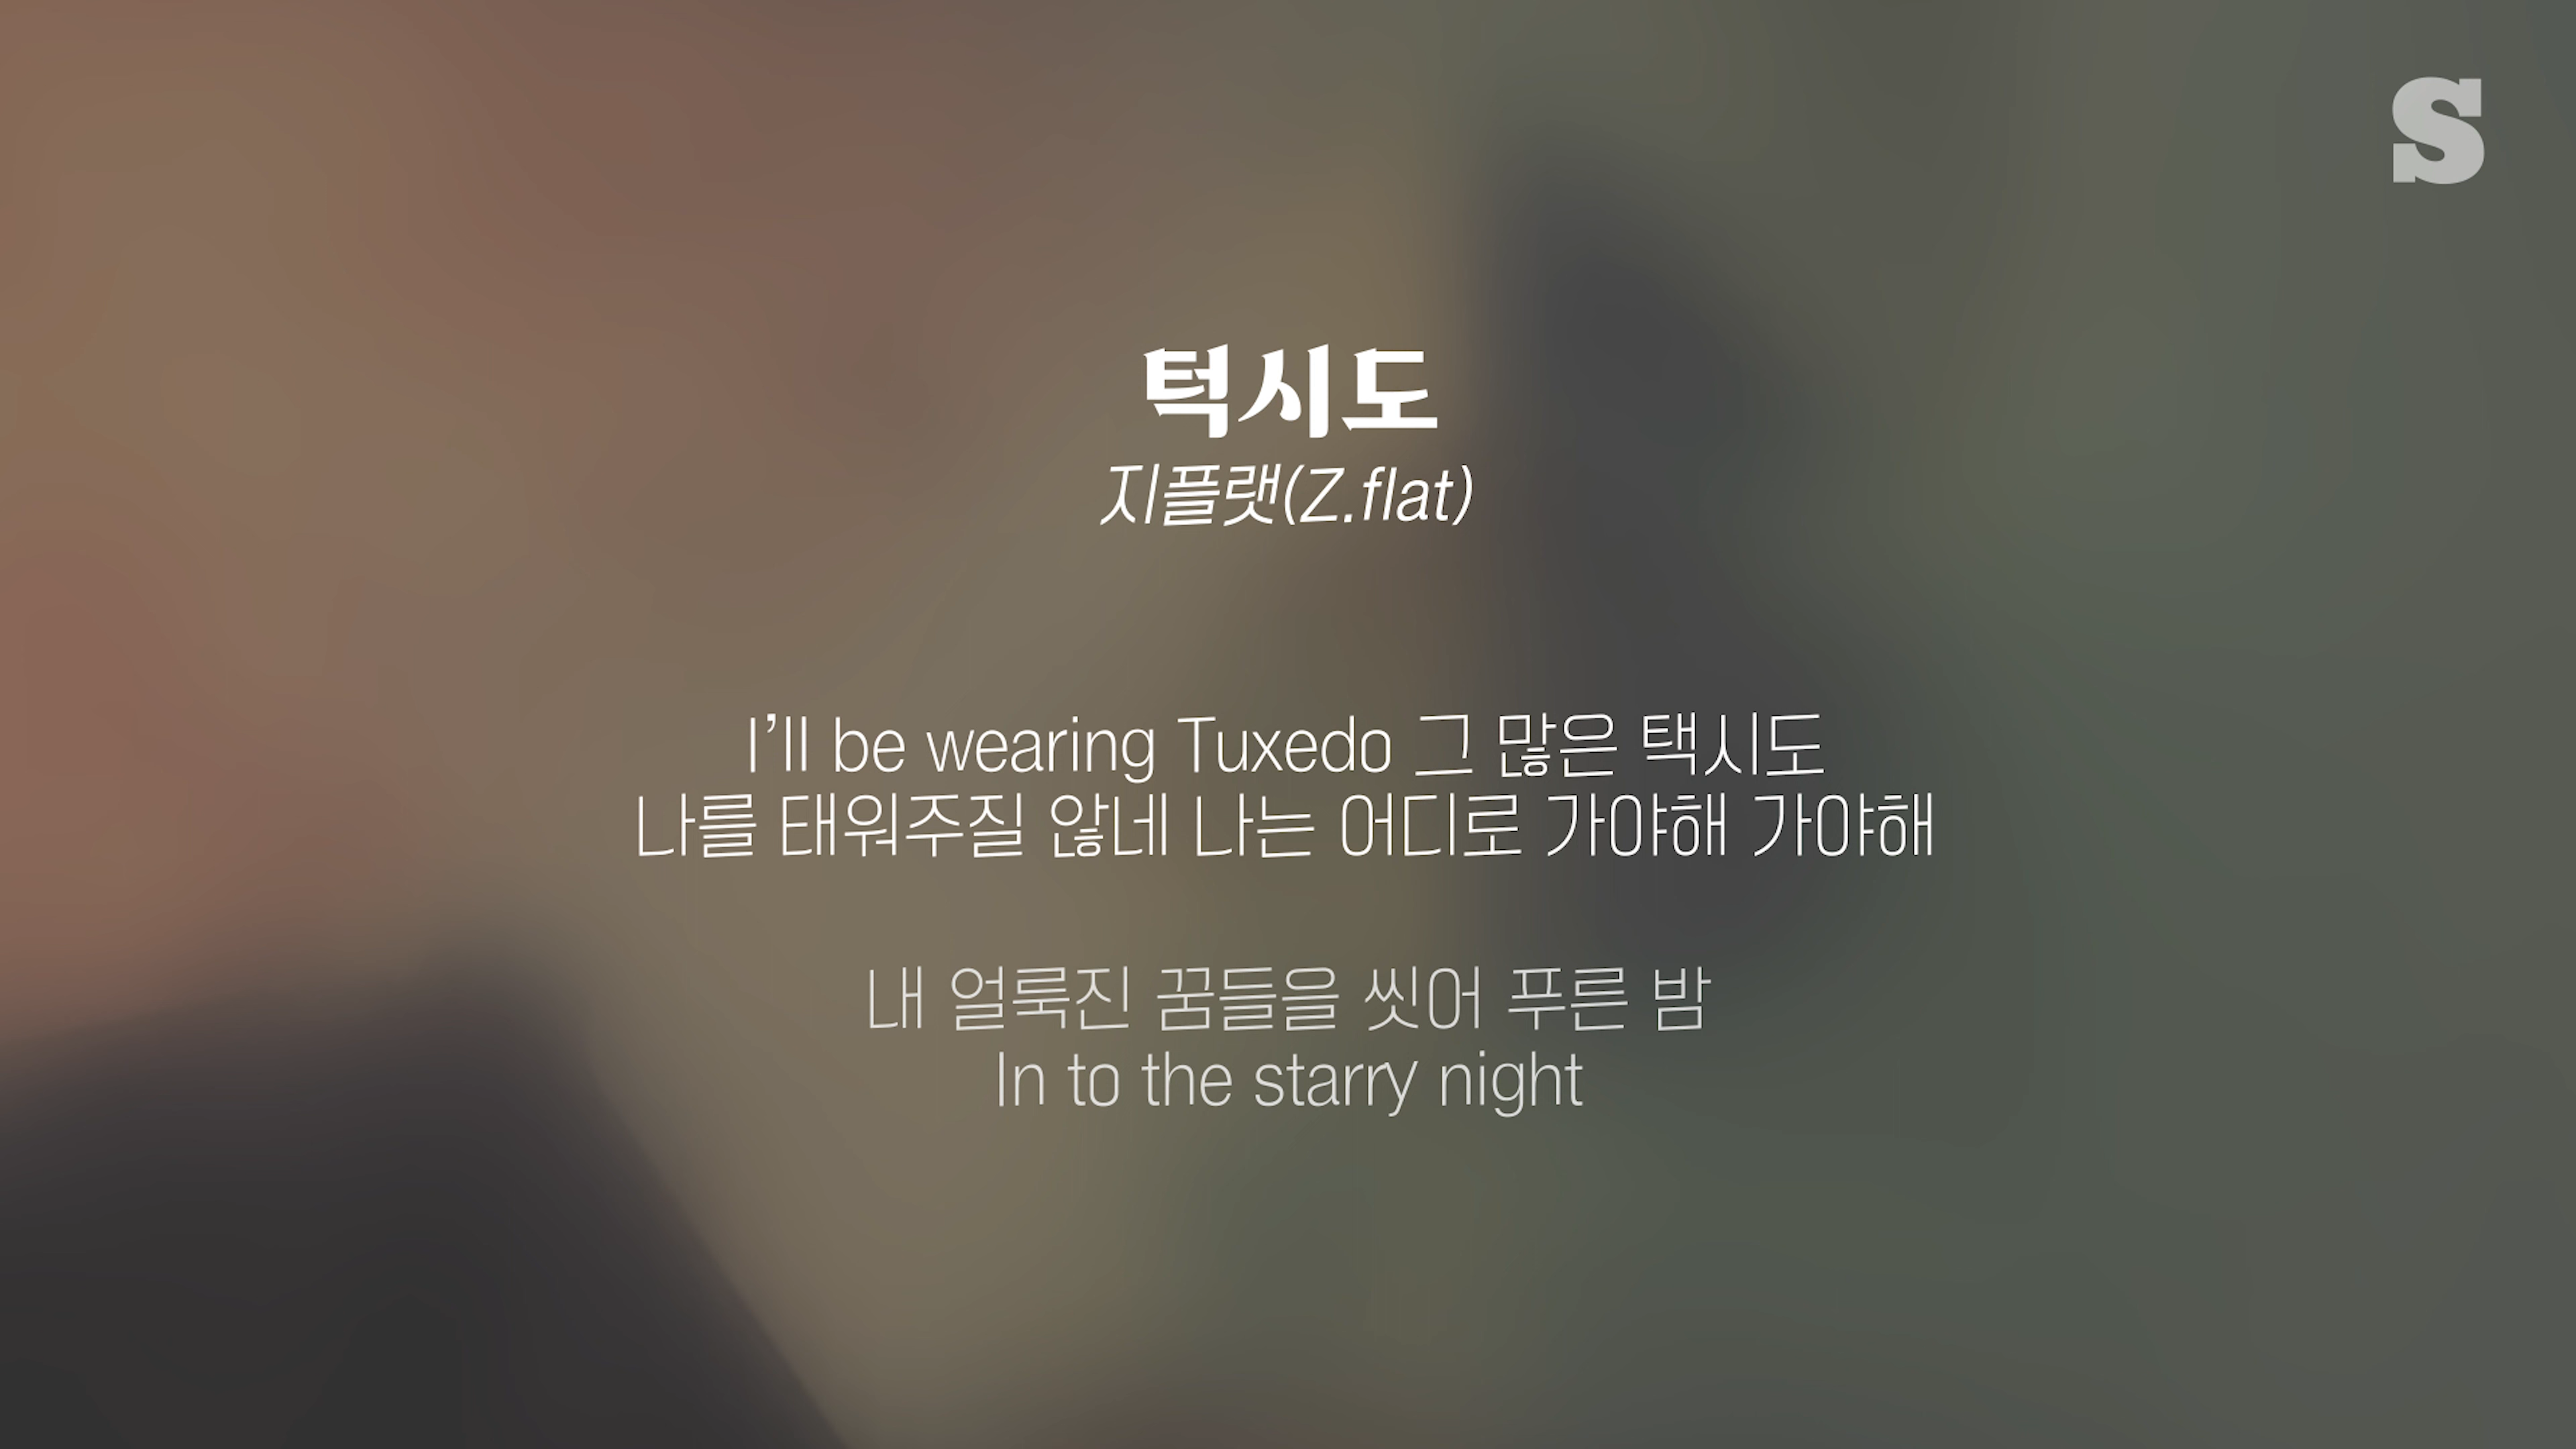 S
턱시도
지플랫(Z.flat)
I’ll be wearing Tuxedo 그 많은 택시도
나를 태워주질 않네 나는 어디로 가야해 가야해
내 얼룩진 꿈들을 씻어 푸른 밤
In to the starry night